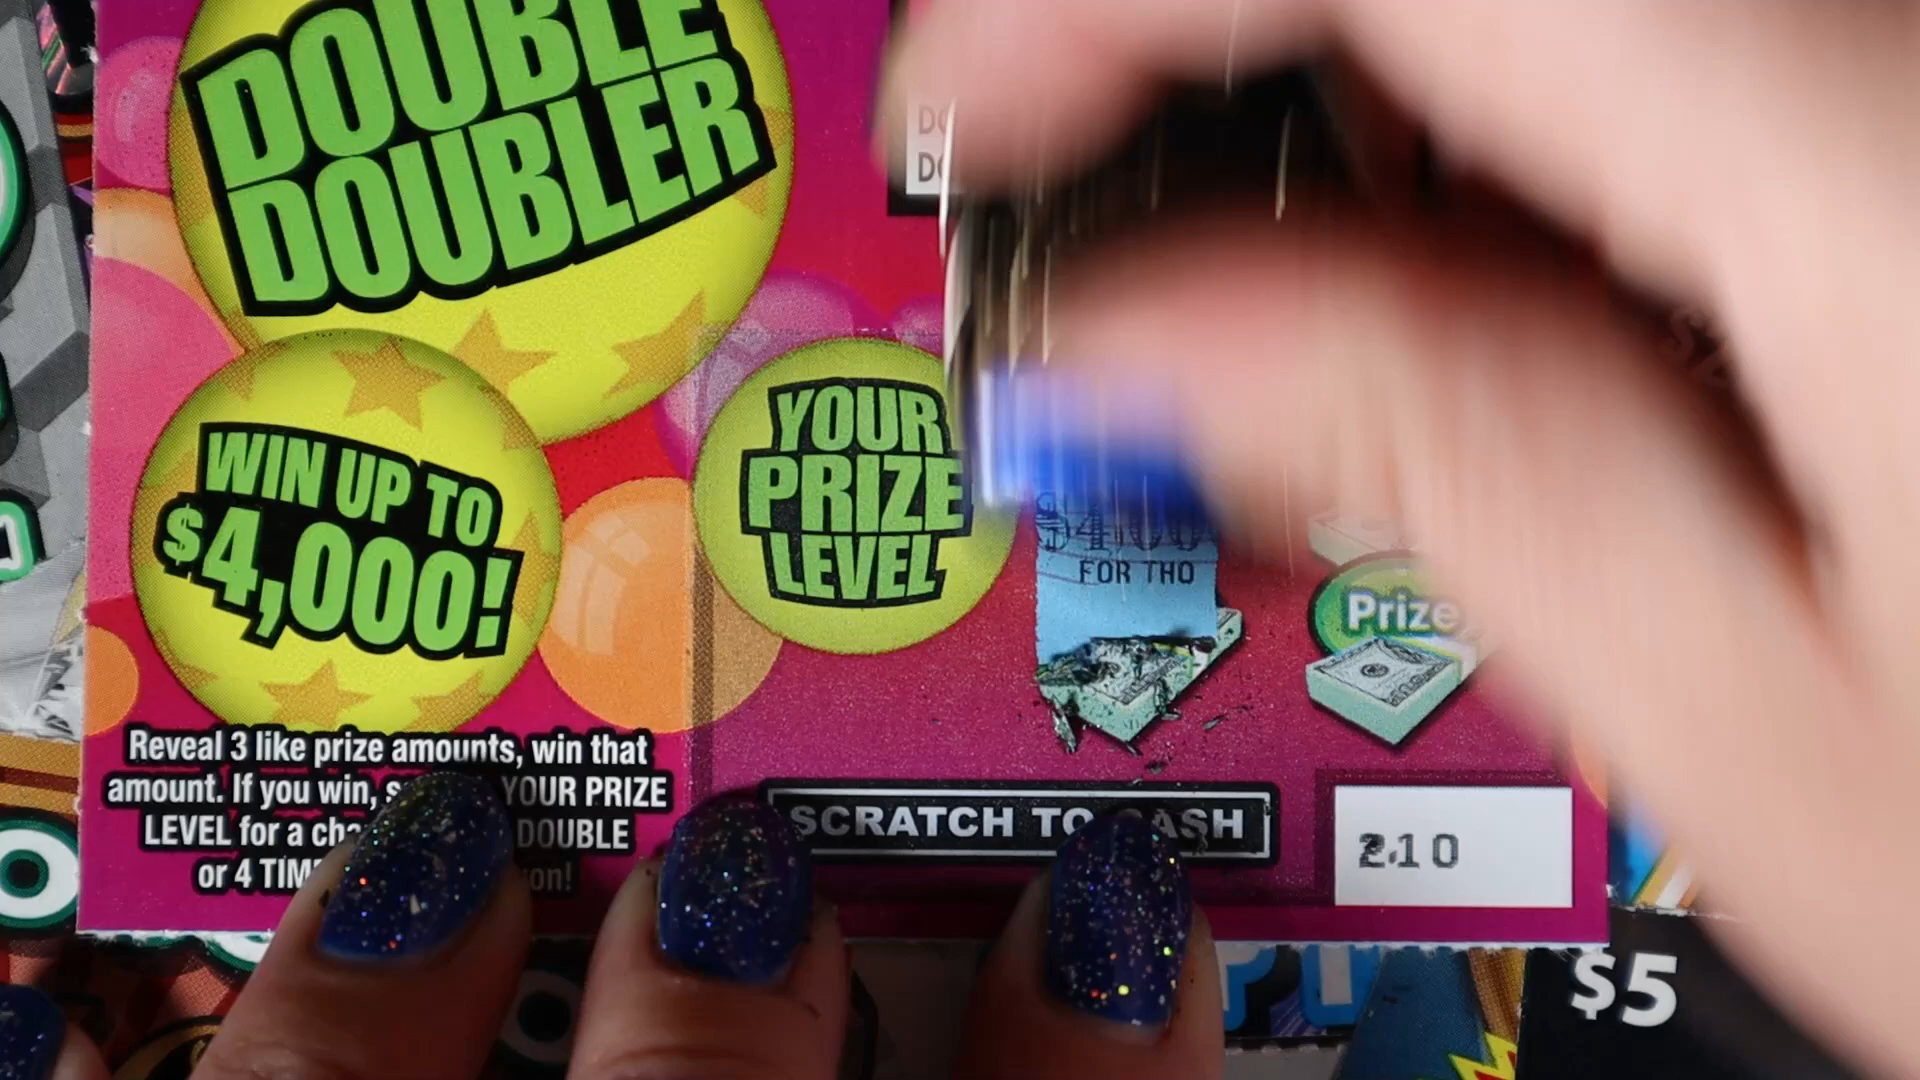 DOUBLE
DOUBLER
WIN UP TO
$4,000!
YOUR
PRIZE
LEVEL
FOR THO
Prize
Reveal 3 like prize amounts, win that
amount. If you win, YOUR PRIZE
LEVEL for a DOUBLE
or 4
SCRATCH TO CASH
210
$5